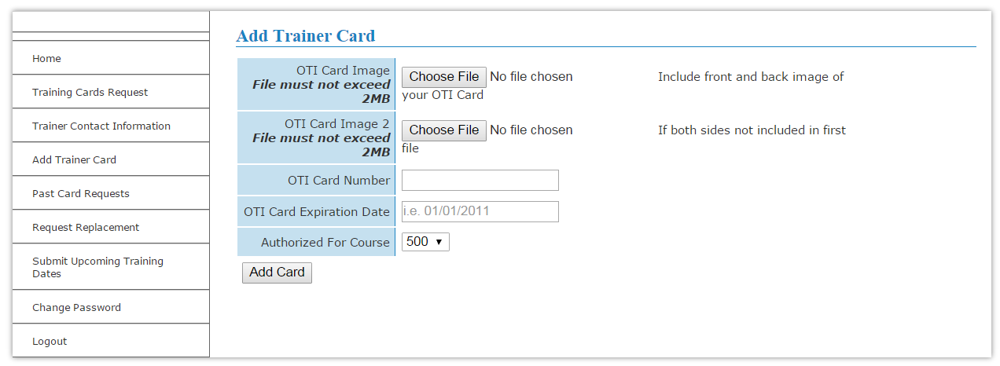 Home
Training Cards Request
Trainer Contact Information
Add Trainer Card
Past Card Requests
Request Replacement
Submit Upcoming Training
Dates
Change Password
Logout
Add Trainer Card
OTI Card Image
File must not exceed
2MB
Choose File No file chosen Include front and back image of
your OTI Card
OTI Card Image 2
File must not exceed
2MB
Choose File No file chosen If both sides not included in first
file
OTI Card Number
OTI Card Expiration Date i.e. 01/01/2011
Authorized For Course 500
Add Card